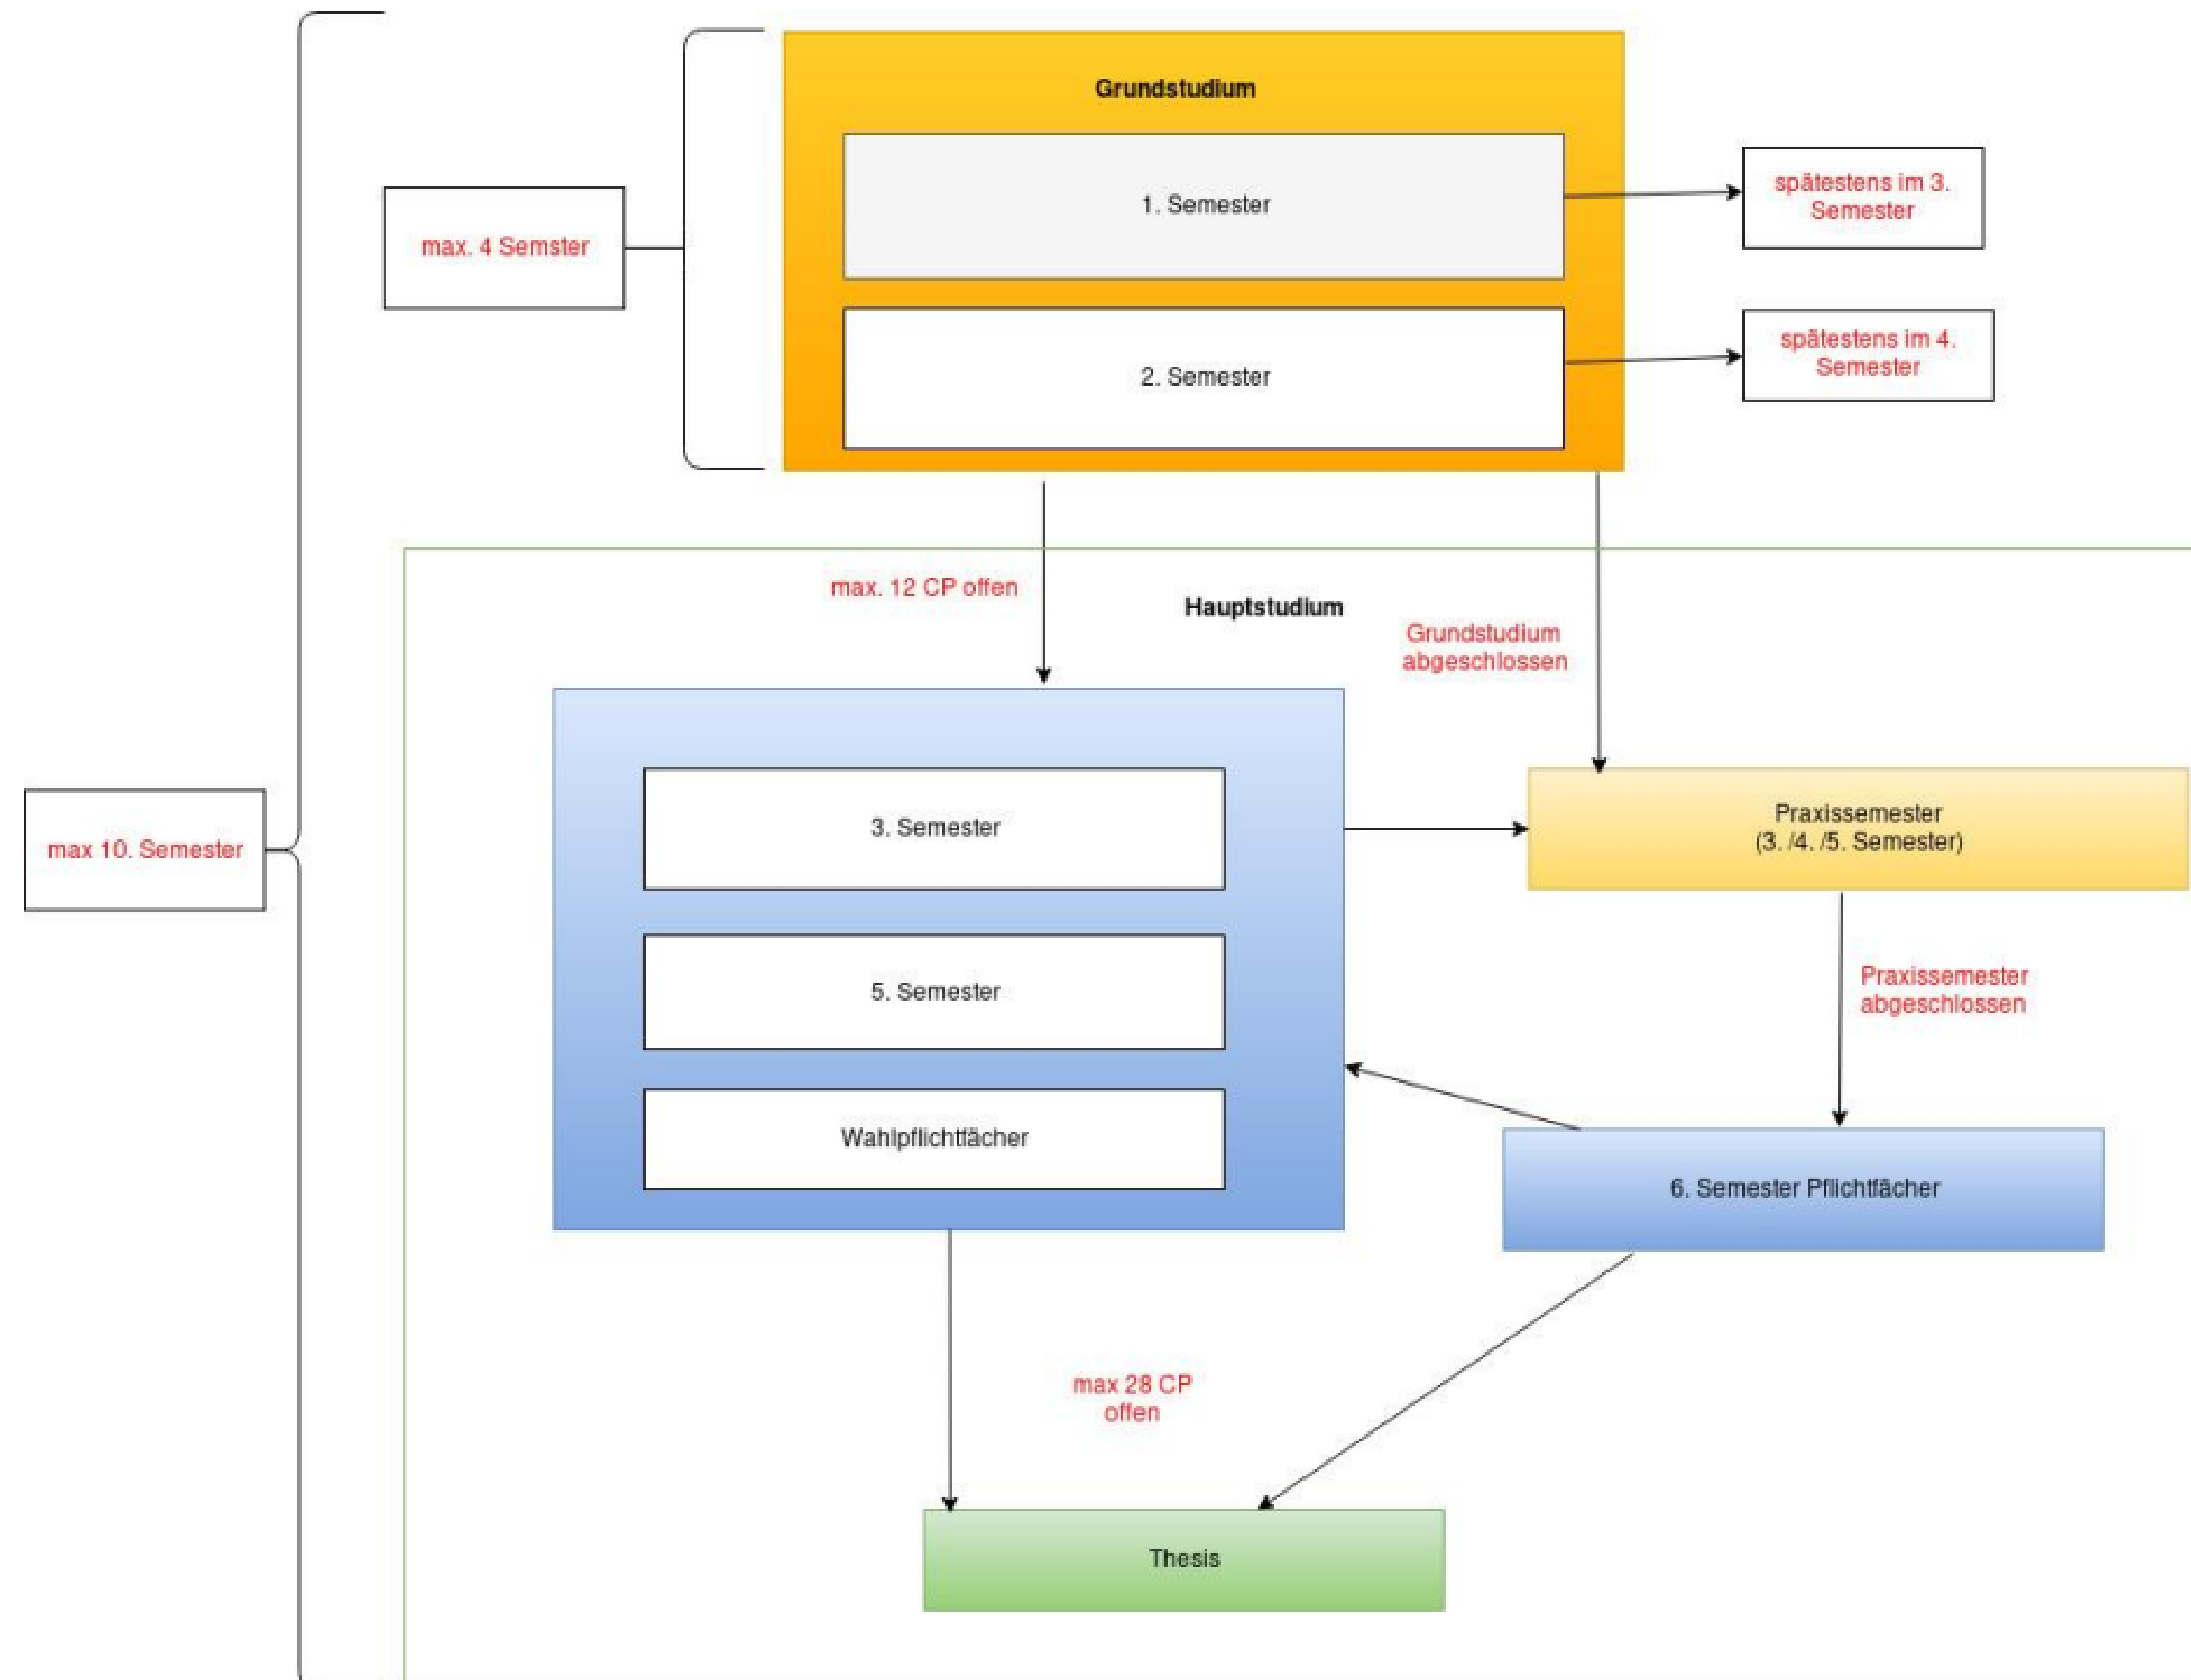 Grundstudium
1. Semester
spätestens im 3.
Semester
max. 4 Semster
2. Semester
spätestens im 4.
Semester
max. 12 CP offen
Hauptstudium
Grundstudium
abgeschlossen
3. Semester
Praxissemester
(3. /4. /5. Semester)
max 10. Semester
5. Semester
Praxissemester
abgeschlossen
Wahlpflichtfächer
6. Semester Pflichtfächer
max 28 CP
offen
Thesis